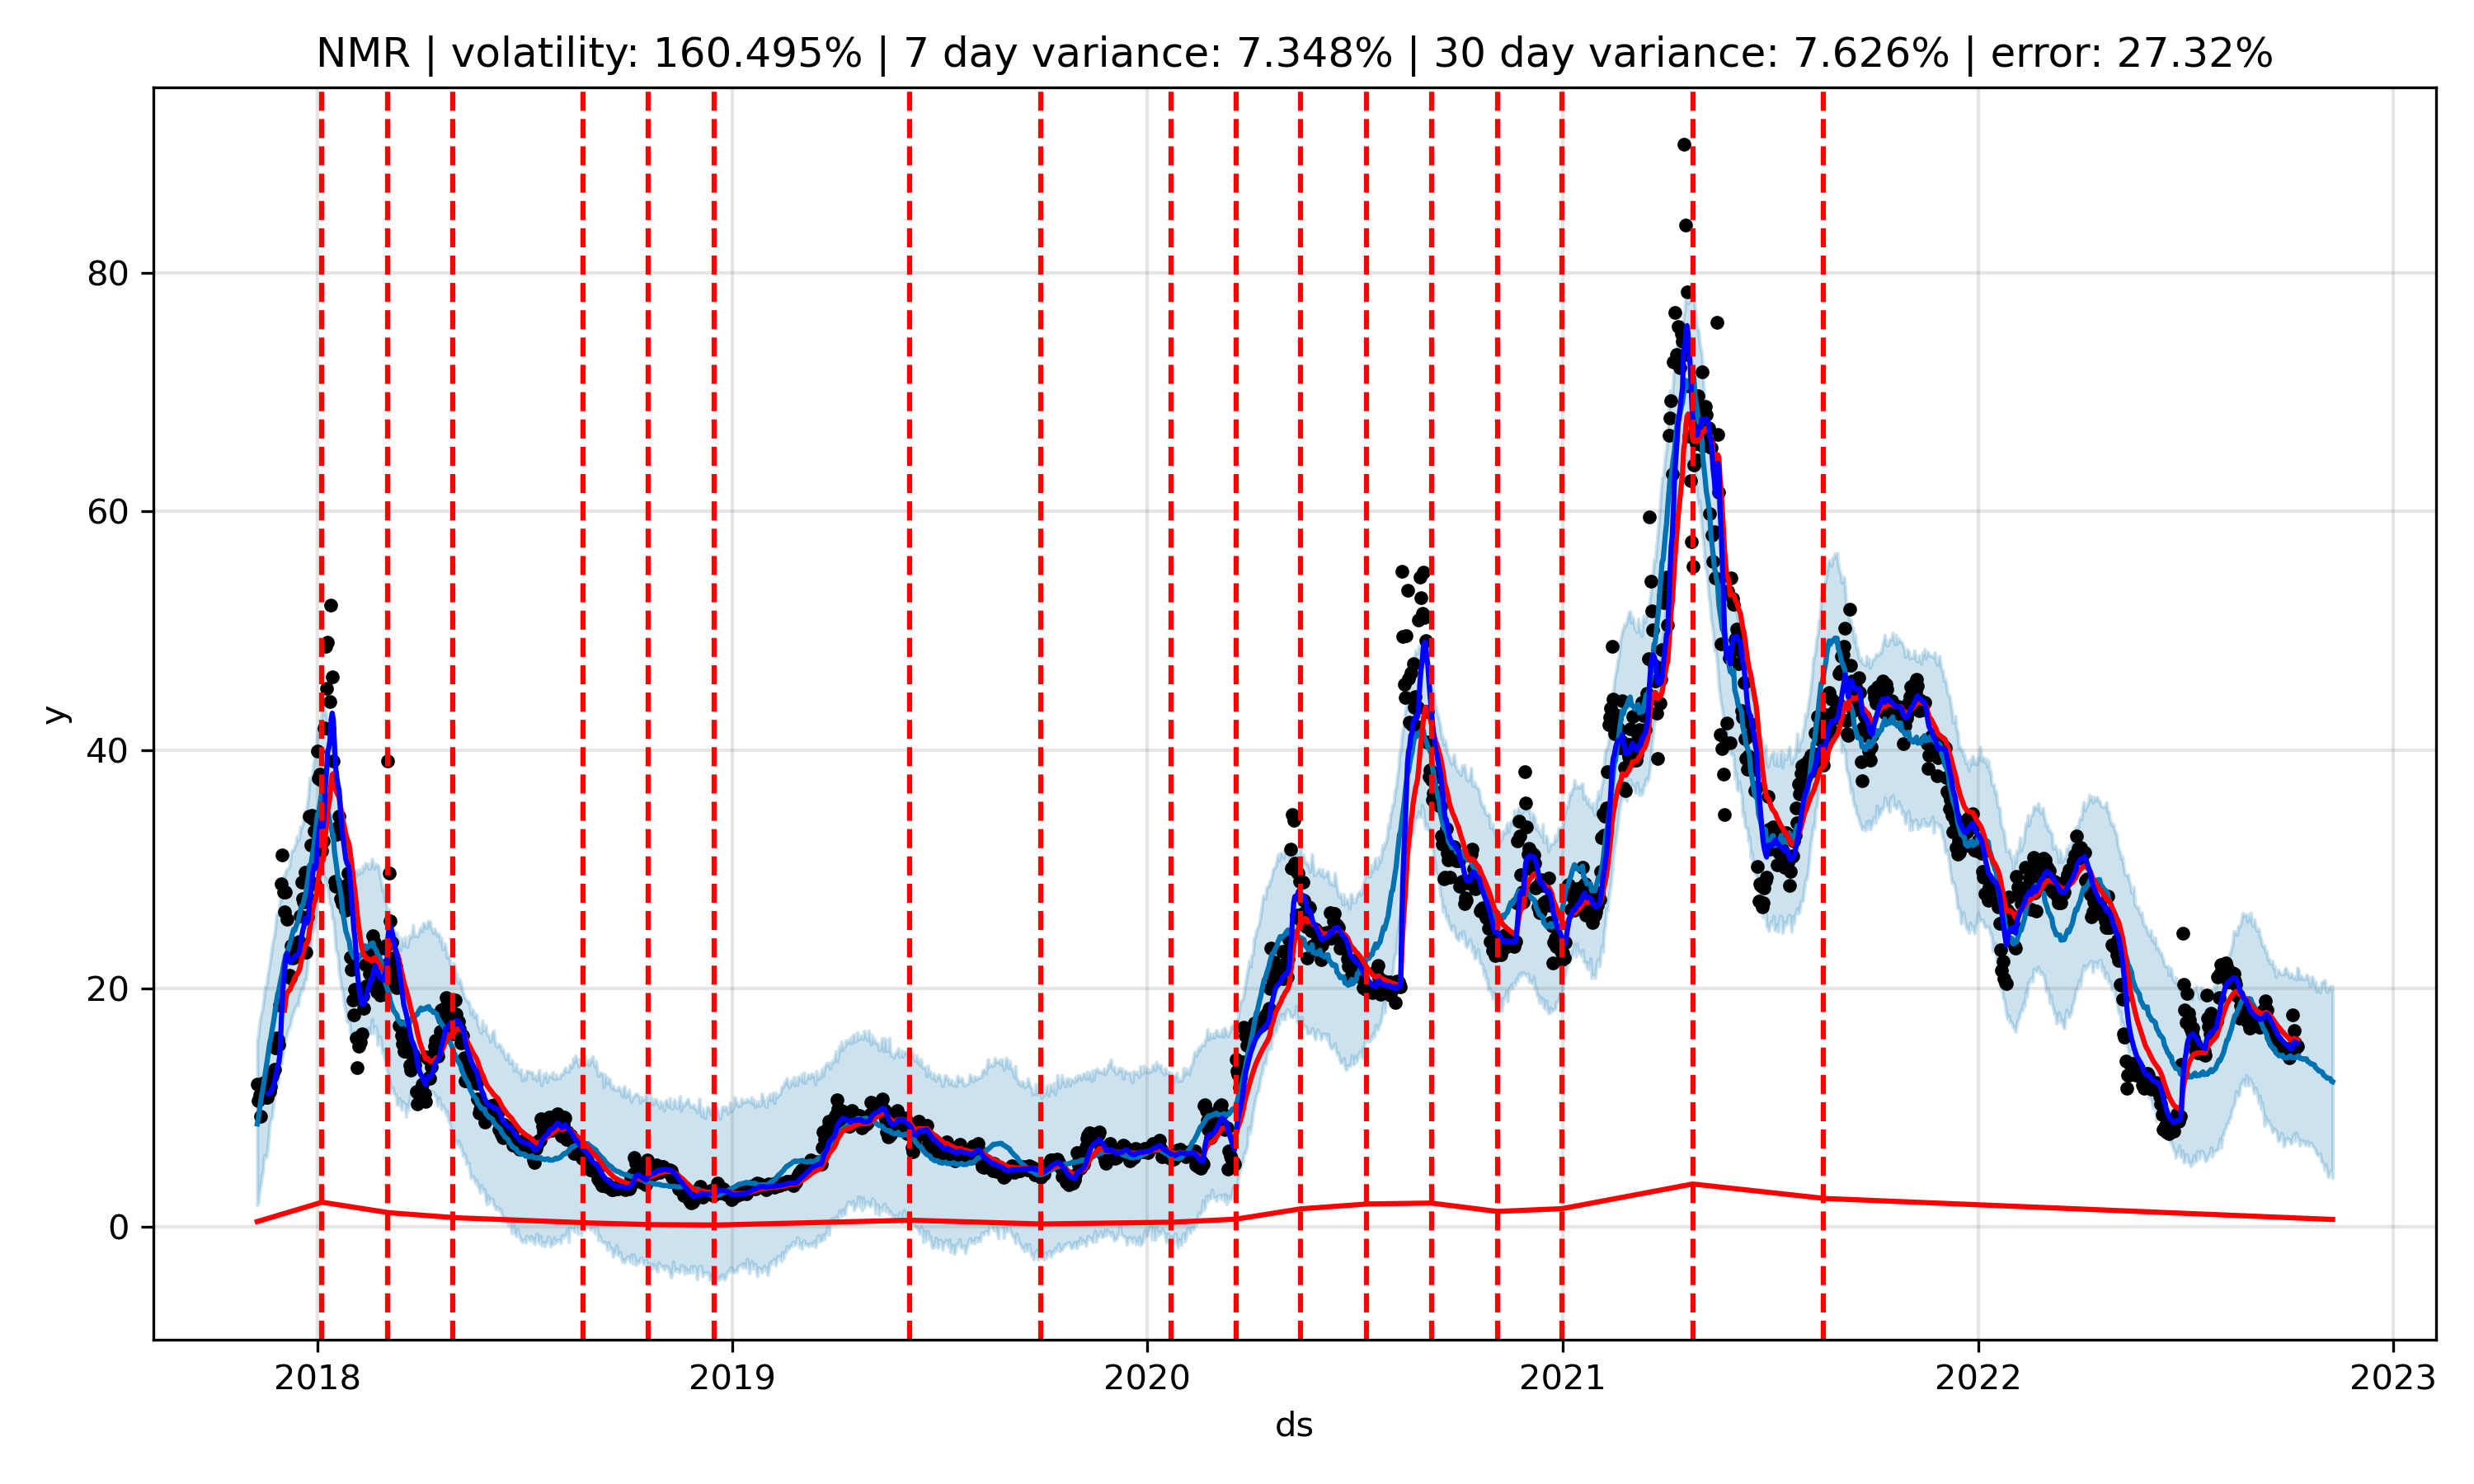 NMR | volatility: 160.495% | 7 day variance: 7.348% | 30 day variance: 7.626% | error: 27.32%
y
80
60
40
20
0
2018 2019 2020 2021 2022 2023
ds